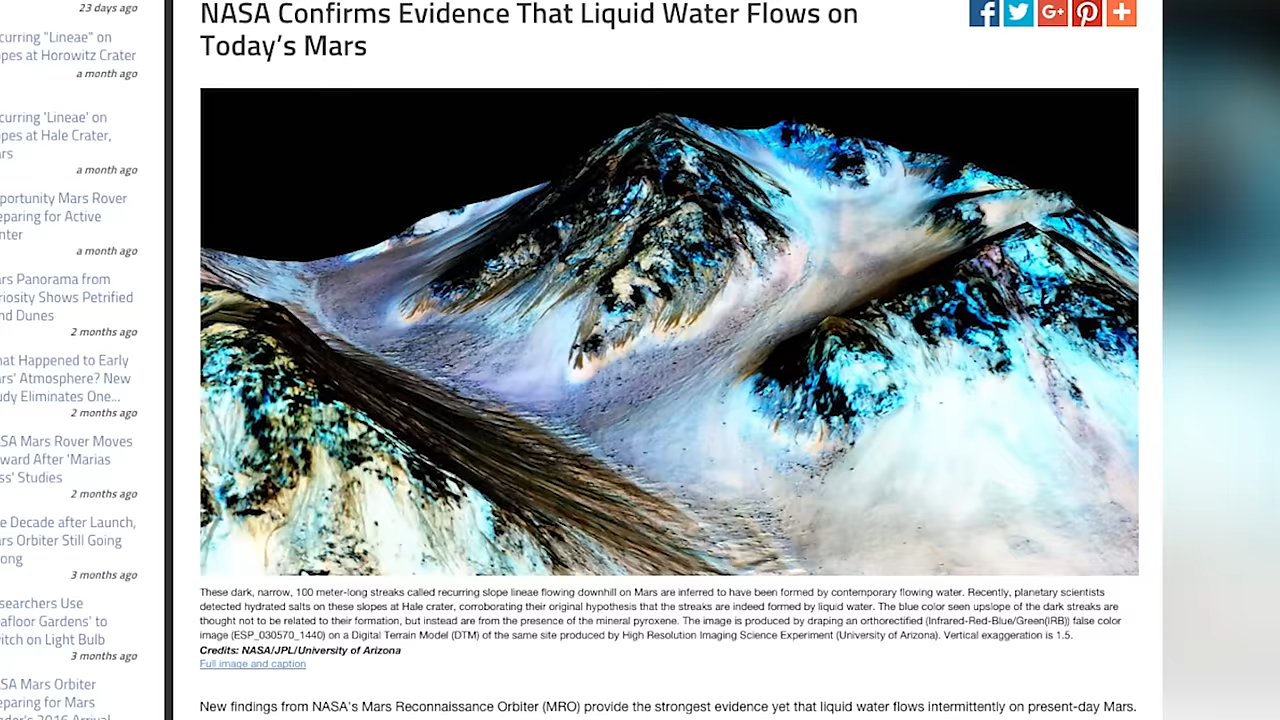 23 days ago
curring "Lineae" on
pes at Horowitz Crater
a month ago
curring 'Lineae' on
pes at Hale Crater,
ars
a month ago
portunity Mars Rover
eparing for Active
inter
a month ago
ars Panorama from
riosity Shows Petrified
nd Dunes
2 months ago
hat Happened to Early
ars' Atmosphere? New
udy Eliminates One...
2 months ago
SA Mars Rover Moves
ward After 'Marias
ss' Studies
2 months ago
e Decade after Launch,
ars Orbiter Still Going
ong
3 months ago
searchers Use
afloor Gardens' to
itch on Light Bulb
3 months ago
SA Mars Orbiter
eparing for Mars
NASA Confirms Evidence That Liquid Water Flows on
Today's Mars
These dark, narrow, 100 meter-long streaks called recurring slope lineae flowing downhill on Mars are inferred to have been formed by contemporary flowing water. Recently, planetary scientists
detected hydrated salts on these slopes at Hale crater, corroborating their original hypothesis that the streaks are indeed formed by liquid water. The blue color seen upslope of the dark streaks are
thought not to be related to their formation, but instead are from the presence of the mineral pyroxene. The image is produced by draping an orthorectified (Infrared-Red-Blue/Green(IRB)) false color
image (ESP_030570_1440) on a Digital Terrain Model (DTM) of the same site produced by High Resolution Imaging Science Experiment (University of Arizona). Vertical exaggeration is 1.5.
Credits: NASA/JPL/University of Arizona
Full image and caption
New findings from NASA's Mars Reconnaissance Orbiter (MRO) provide the strongest evidence yet that liquid water flows intermittently on present-day Mars.